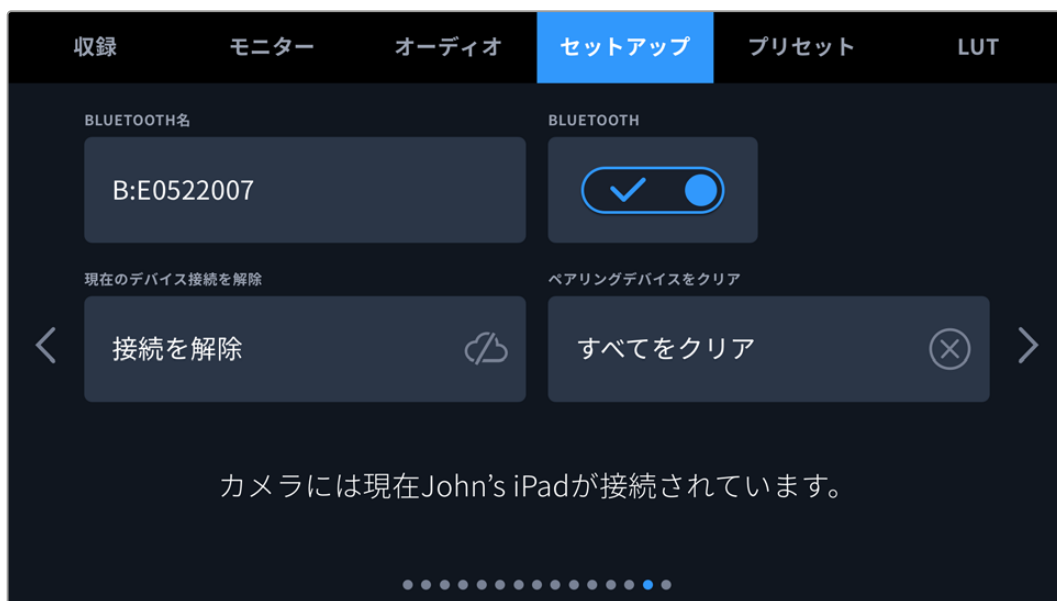 収録 モニター オーディオ セットアップ プリセット LUT
BLUETOOTH名 BLUETOOTH
B:E0522007
現在のデバイス接続を解除 ペアリングデバイスをクリア
接続を解除 すべてをクリア
カメラには現在John’s iPadが接続されています。